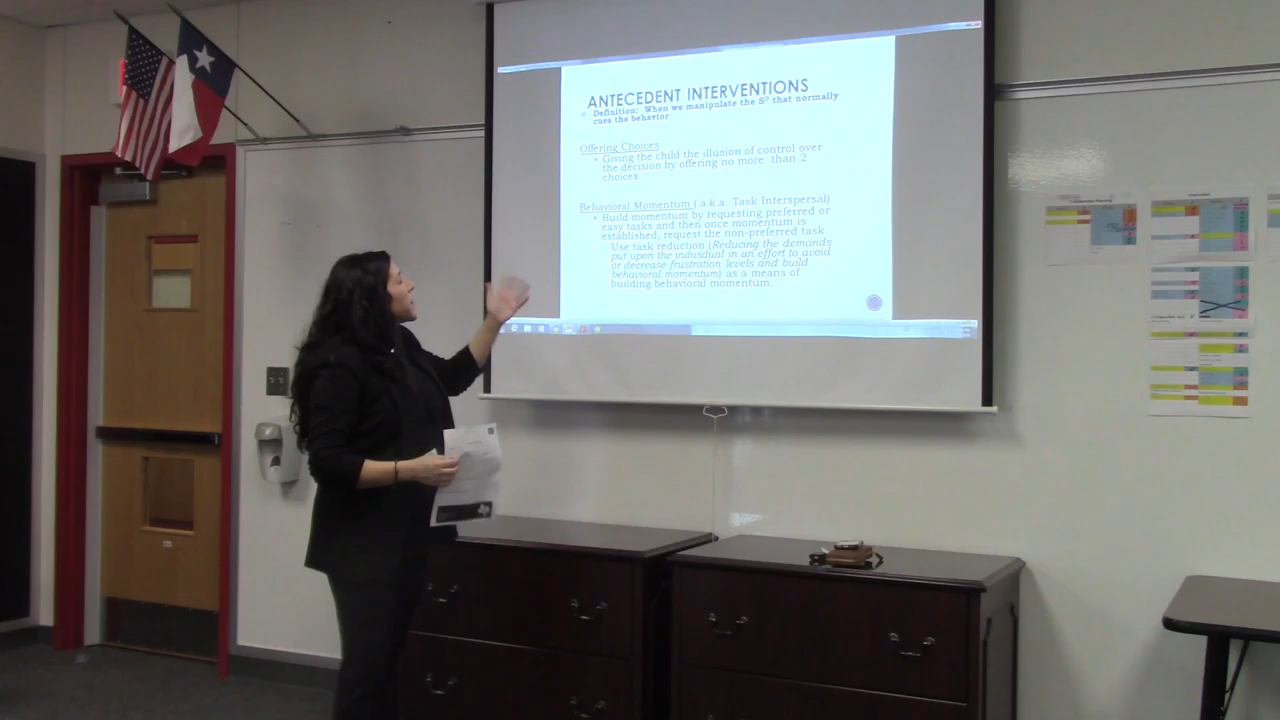 ANTECEDENT INTERVENTIONS
Definition: When we manipulate the Sᴰ that normally
cues the behavior
Offering Choices
Giving the child the illusion of control over
the decision by offering no more than 2
choices.
Behavioral Momentum ( a.k.a. Task Interspersal)
Build momentum by requesting preferred or
easy tasks and then once momentum is
established, request the non-preferred task
Use task reduction (Reducing the demands
put upon the individual in an effort to avoid
or decrease frustration levels and build
behavioral momentum) as a means of
building behavioral momentum.
Collaborative Planning